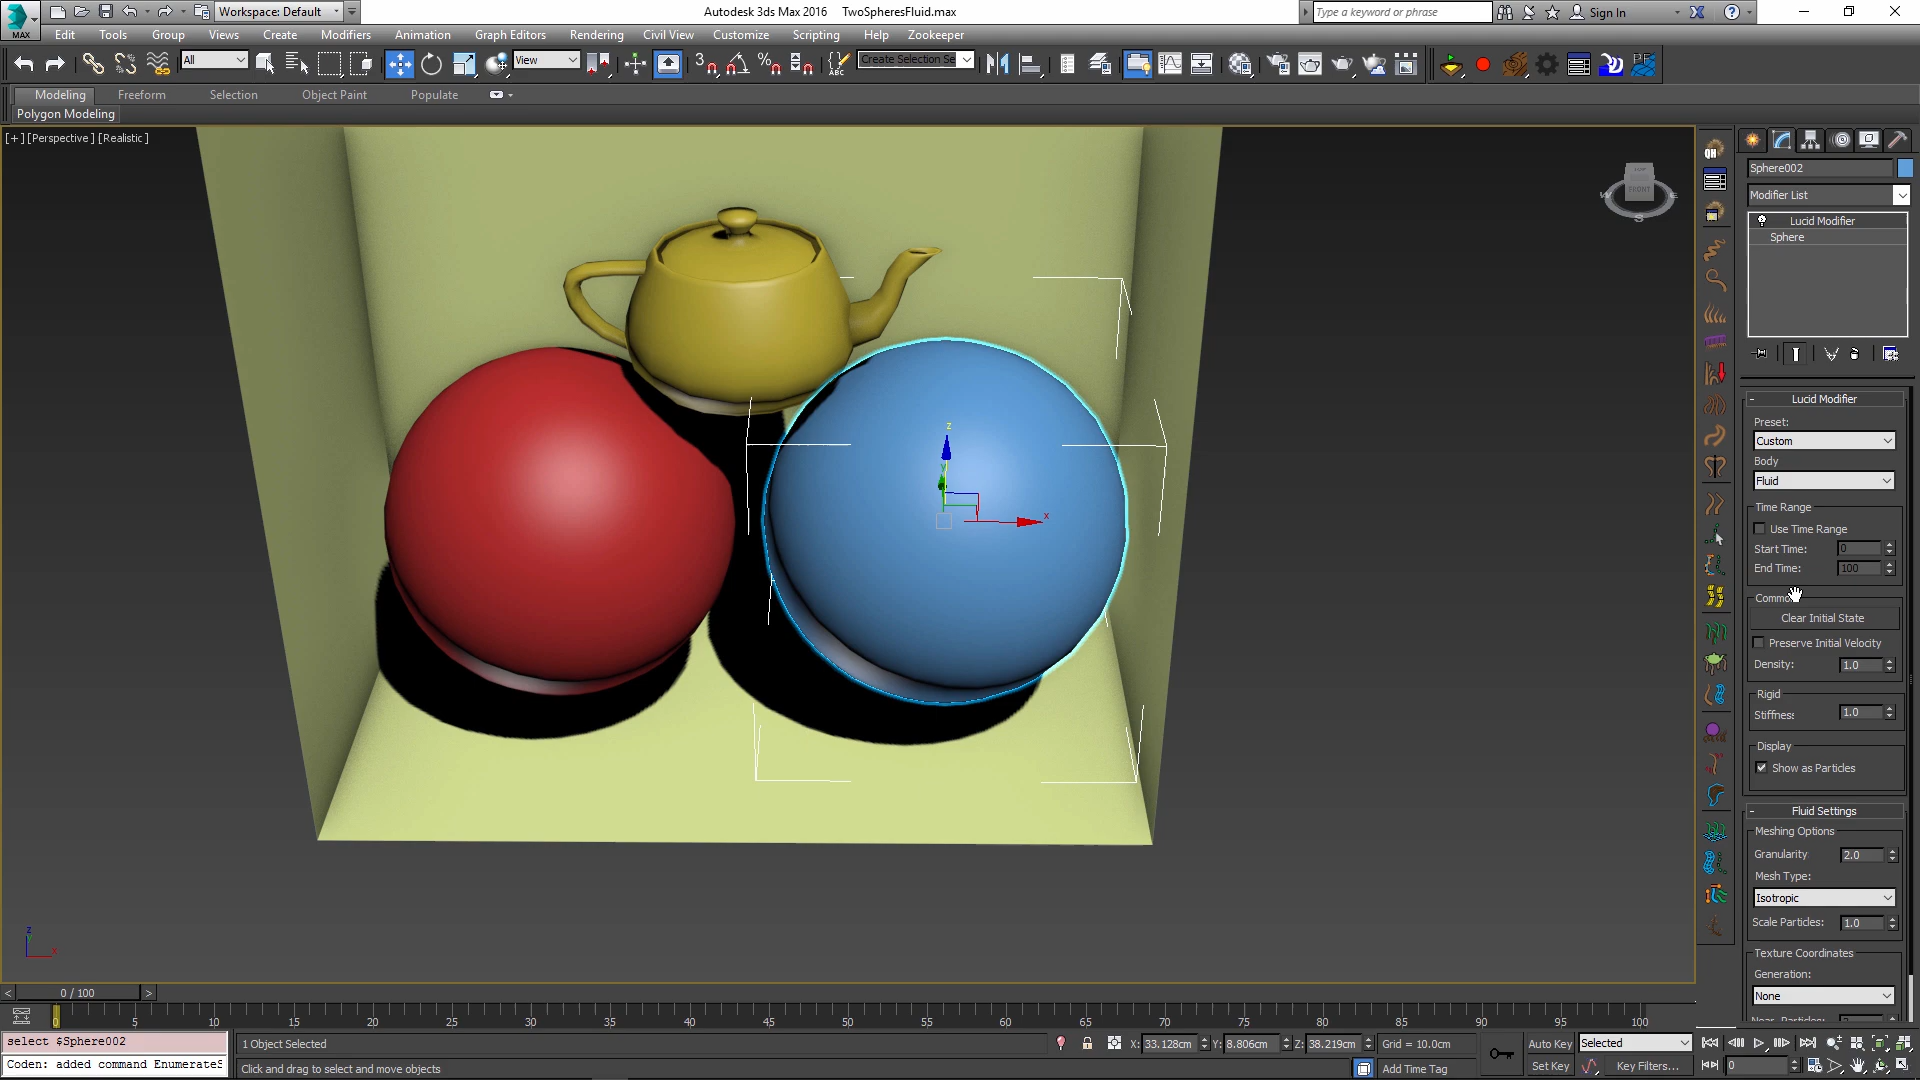 Workspace: Default
Autodesk 3ds Max 2016 TwoSpheresFluid.max
Type a keyword or phrase
Sign In
MAX
Edit Tools Group Views Create Modifiers Animation Graph Editors Rendering Civil View Customize Scripting Help Zookeeper
All
View
3
ABC
Create Selection Se
PF
Modeling Freeform Selection Object Paint Populate
Polygon Modeling
[+] [Perspective] [Realistic]
FRONT
W
E
S
QH
Sphere002
Modifier List
Lucid Modifier
Sphere
- Lucid Modifier
Preset:
Custom
Body
Fluid
Time Range
Use Time Range
Start Time: 0
End Time: 100
Clear Initial State
Preserve Initial Velocity
Density: 1.0
Rigid
Stiffness 1.0
Display
Show as Particles
- Fluid Settings
Meshing Options
Granularity 2.0
Mesh Type:
Isotropic
Scale Particles: 1.0
Texture Coordinates
Generation:
None
z
x
z
x
< 0 / 100 >
0 5 10 15 20 25 30 35 40 45 50 55 60 65 70 75 80 85 90 95 100
select $Sphere002
Coden: added command EnumerateS
1 Object Selected
Click and drag to select and move objects
X: 33.128cm Y: 8.806cm Z: 38.219cm Grid = 10.0cm
Add Time Tag
Auto Key Selected
Set Key Key Filters...
0